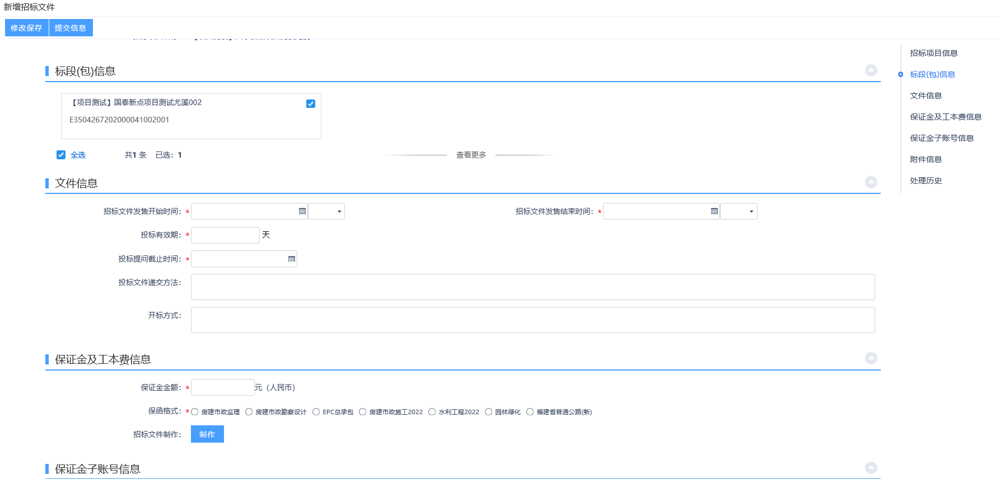 新增招标文件
修改保存 提交信息
标段(包)信息
【项目测试】国泰新点项目测试尤溪002
E3504267202000041002001
全选 共1 条 已选：1 查看更多
文件信息
招标文件发售开始时间：* 招标文件发售结束时间：*
投标有效期：* 天
投标提问截止时间：*
投标文件递交方法：
开标方式：
保证金及工本费信息
保证金金额：* 元（人民币）
保函格式：* 房建市政监理 房建市政勘察设计 EPC总承包 房建市政施工2022 水利工程2022 园林绿化 福建省普通公路(新)
招标文件制作： 制作
保证金子账号信息
招标项目信息
标段(包)信息
文件信息
保证金及工本费信息
保证金子账号信息
附件信息
处理历史